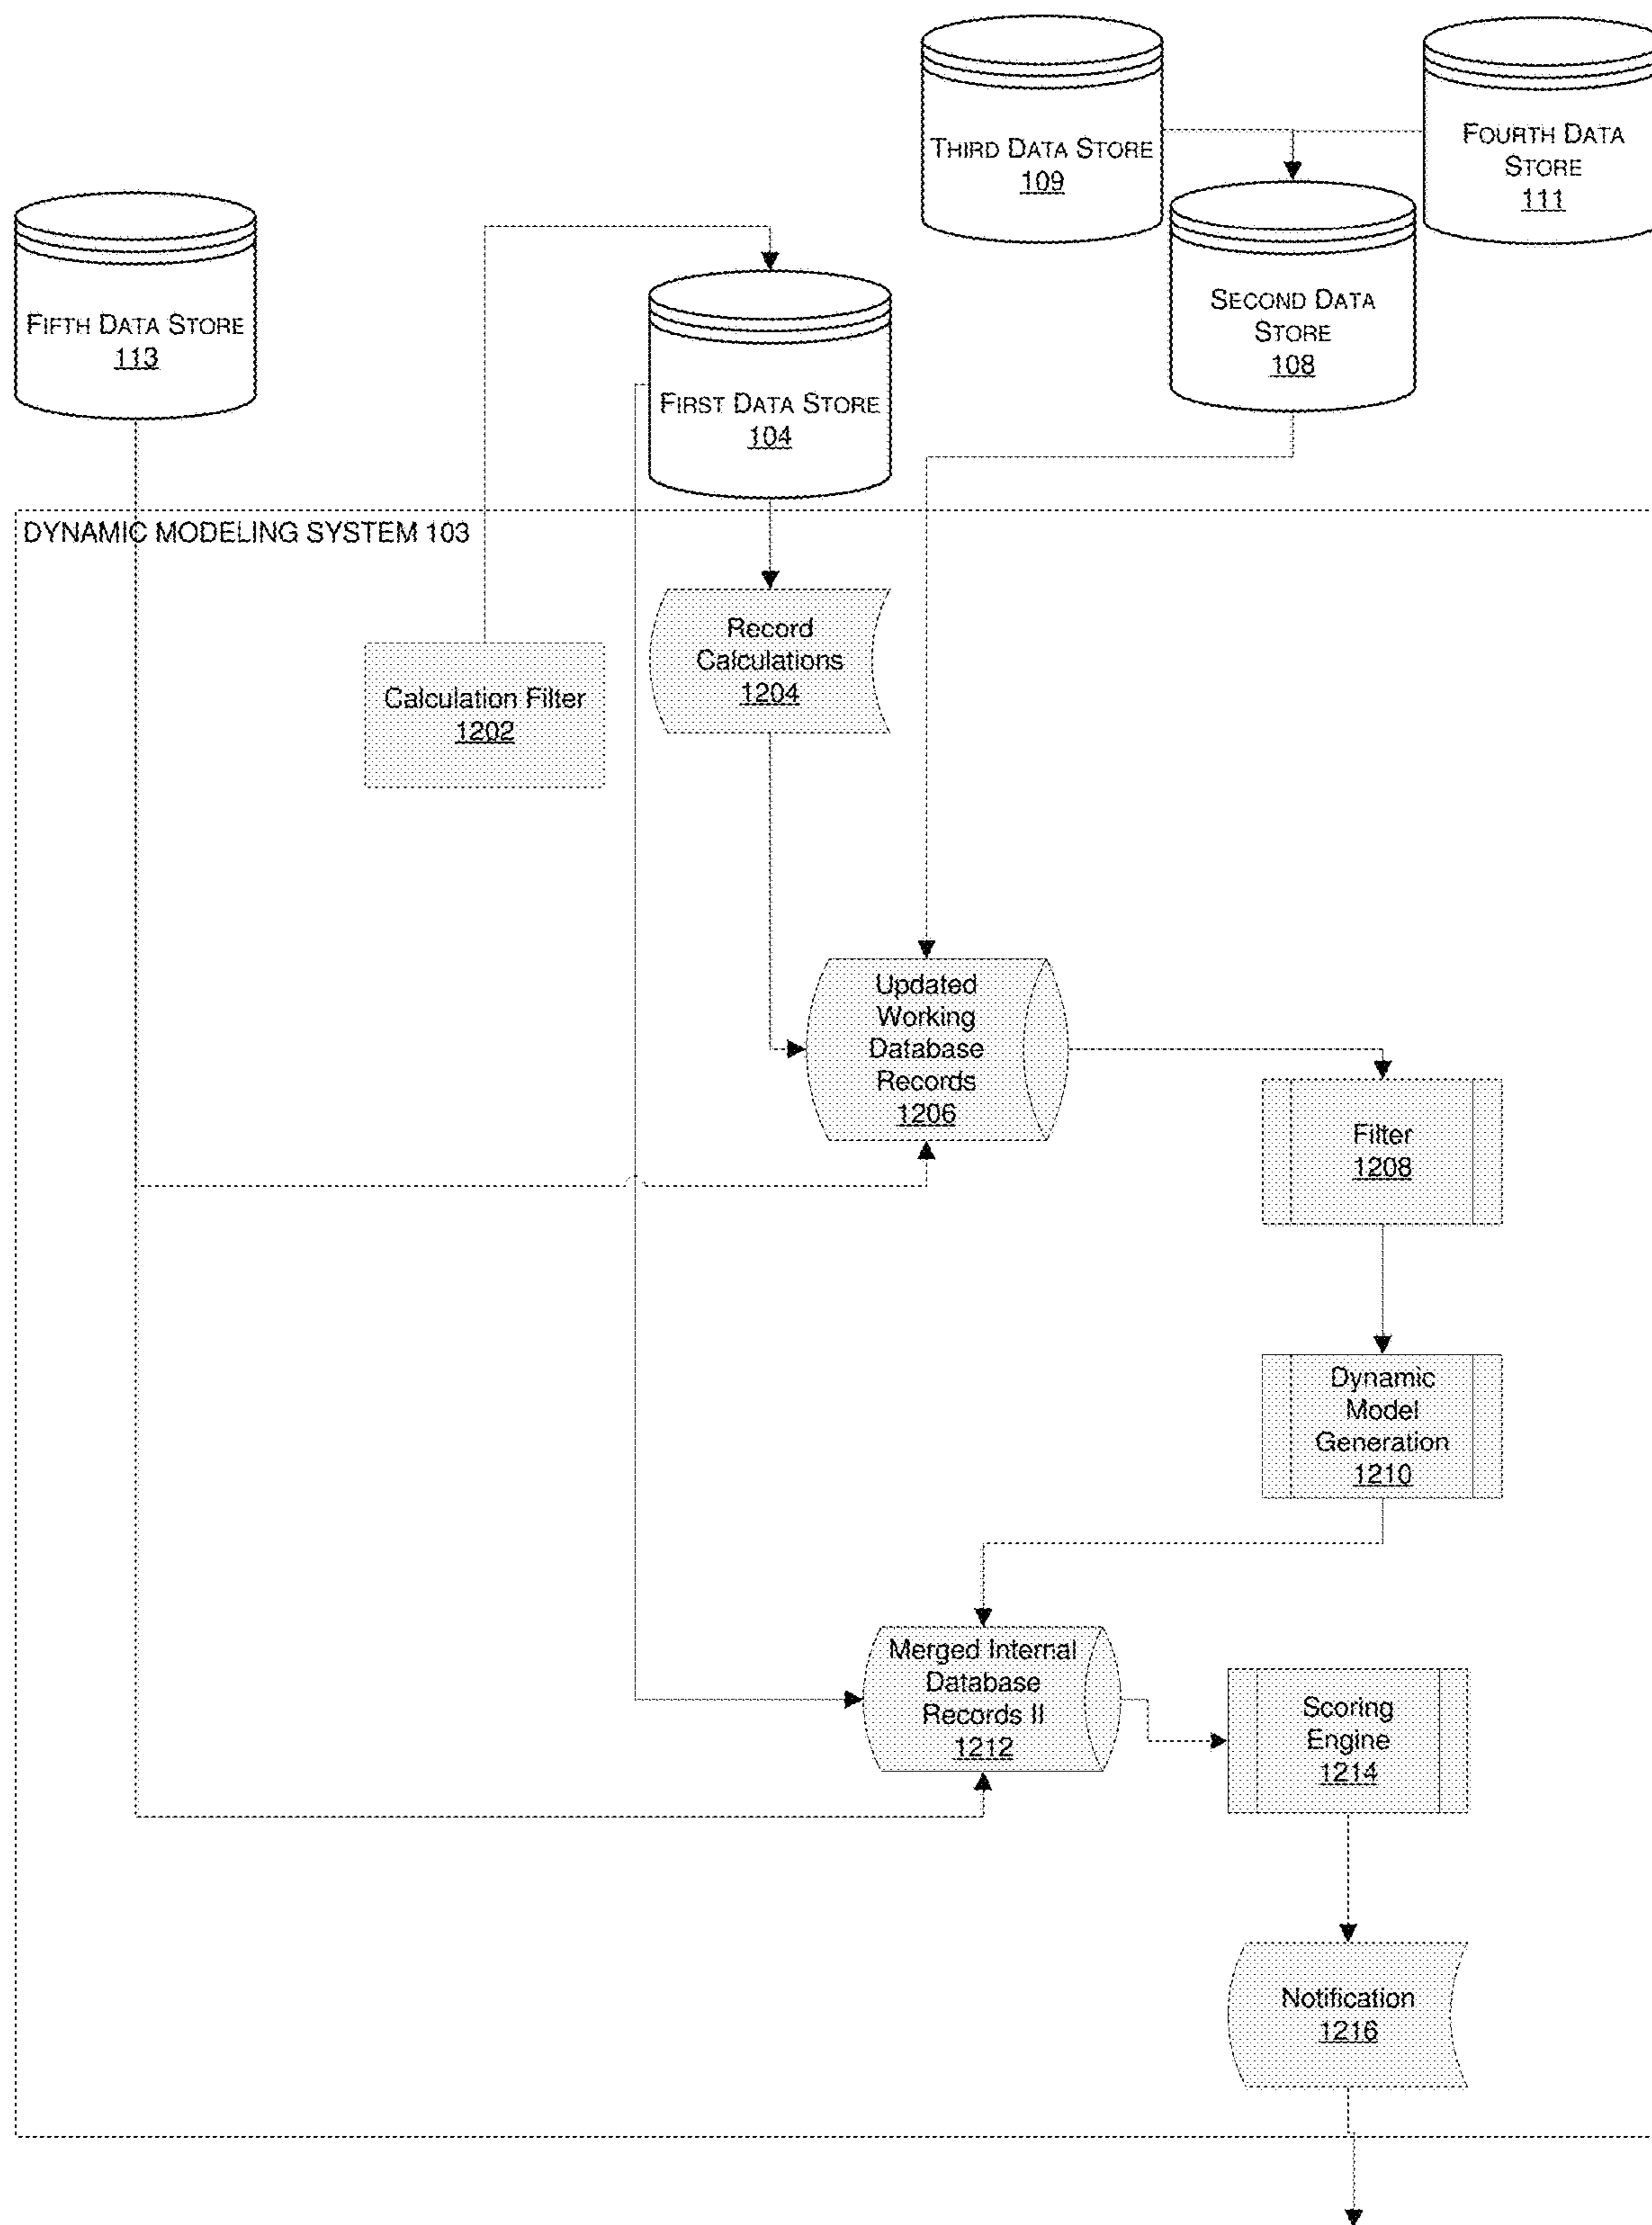 THIRD DATA STORE
109
FOURTH DATA
STORE
111
SECOND DATA
STORE
108
FIFTH DATA STORE
113
FIRST DATA STORE
104
DYNAMIC MODELING SYSTEM 103
Record
Calculations
1204
Calculation Filter
1202
Updated
Working
Database
Records
1206
Filter
1208
Dynamic
Model
Generation
1210
Merged Internal
Database
Records II
1212
Scoring
Engine
1214
Notification
1216